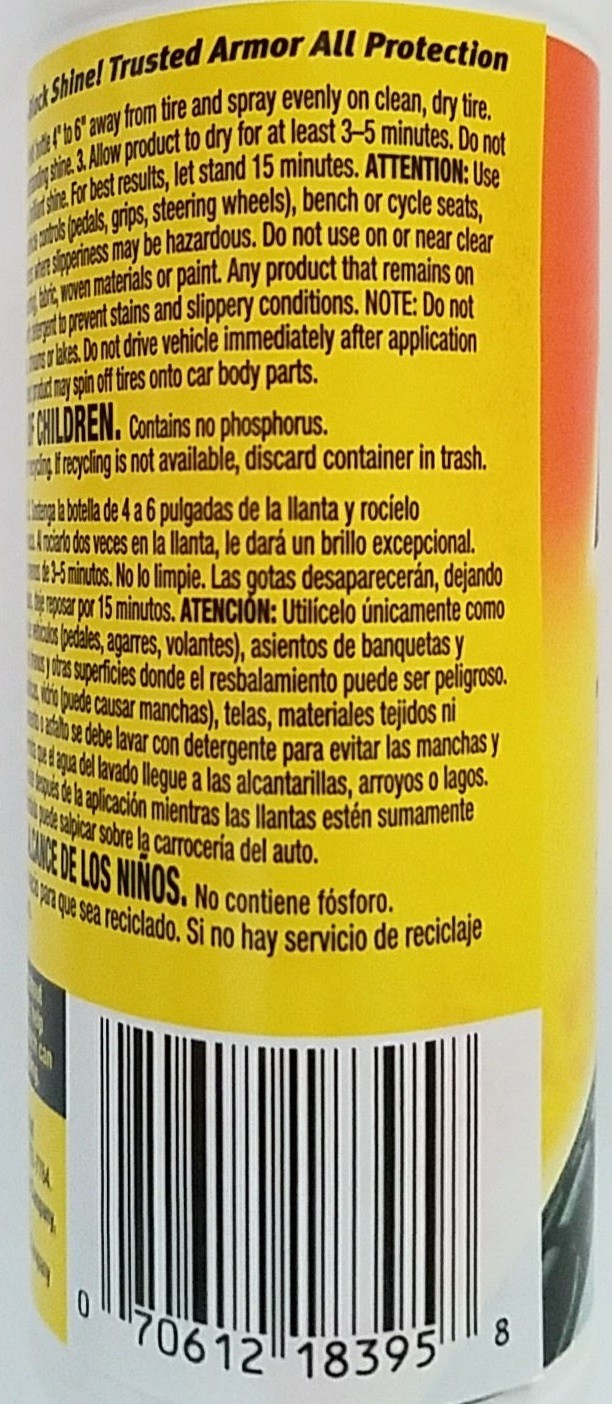 Shine! Trusted Armor All Protection
4" to 6" away from tire and spray evenly on clean, dry tire.
shine. 3. Allow product to dry for at least 3–5 minutes. Do not
shine. For best results, let stand 15 minutes. ATTENTION: Use
controls (pedals, grips, steering wheels), bench or cycle seats,
where slipperiness may be hazardous. Do not use on or near clear
fabric, woven materials or paint. Any product that remains on
to prevent stains and slippery conditions. NOTE: Do not
or lakes. Do not drive vehicle immediately after application
product may spin off tires onto car body parts.
OF CHILDREN. Contains no phosphorus.
If recycling is not available, discard container in trash.
la botella de 4 a 6 pulgadas de la llanta y rocíelo
dos veces en la llanta, le dará un brillo excepcional.
de 3-5 minutos. No lo limpie. Las gotas desaparecerán, dejando
reposar por 15 minutos. ATENCIÓN: Utilícelo únicamente como
(pedales, agarres, volantes), asientos de banquetas y
y otras superficies donde el resbalamiento puede ser peligroso.
vidrio (puede causar manchas), telas, materiales tejidos ni
o asfalto se debe lavar con detergente para evitar las manchas y
que el agua del lavado llegue a las alcantarillas, arroyos o lagos.
después de la aplicación mientras las llantas estén sumamente
puede salpicar sobre la carrocería del auto.
DE LOS NIÑOS. No contiene fósforo.
para que sea reciclado. Si no hay servicio de reciclaje
can
0 70612 18395 8